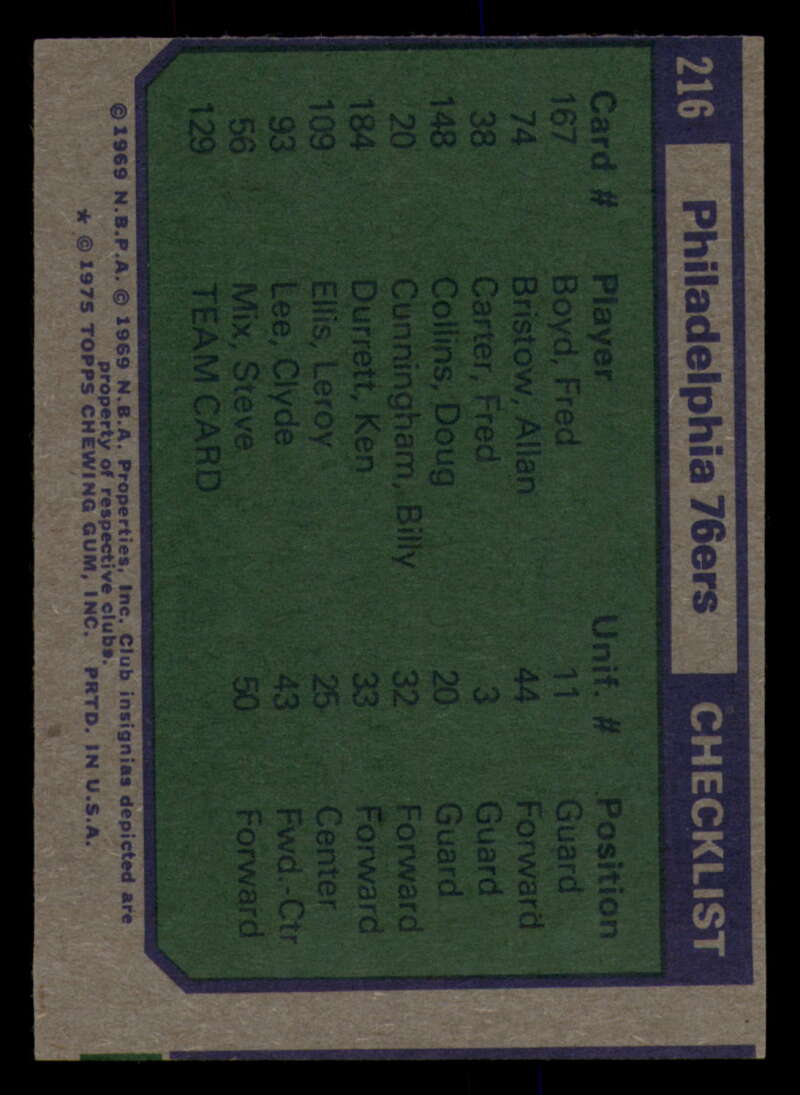 216 Philadelphia 76ers CHECKLIST
Card # Player Unif. # Position
167 Boyd, Fred 11 Guard
74 Bristow, Allan 44 Forward
38 Carter, Fred 3 Guard
148 Collins, Doug 20 Guard
20 Cunningham, Billy 32 Forward
184 Durrett, Ken 33 Forward
109 Ellis, Leroy 25 Center
93 Lee, Clyde 43 Fwd.-Ctr
56 Mix, Steve 50 Forward
129 TEAM CARD
©1969 N.B.P.A. © 1969 N.B.A. Properties, Inc. Club insignias depicted are
property of respective clubs.
* ©1975 TOPPS CHEWING GUM, INC. PRTD. IN U.S.A.